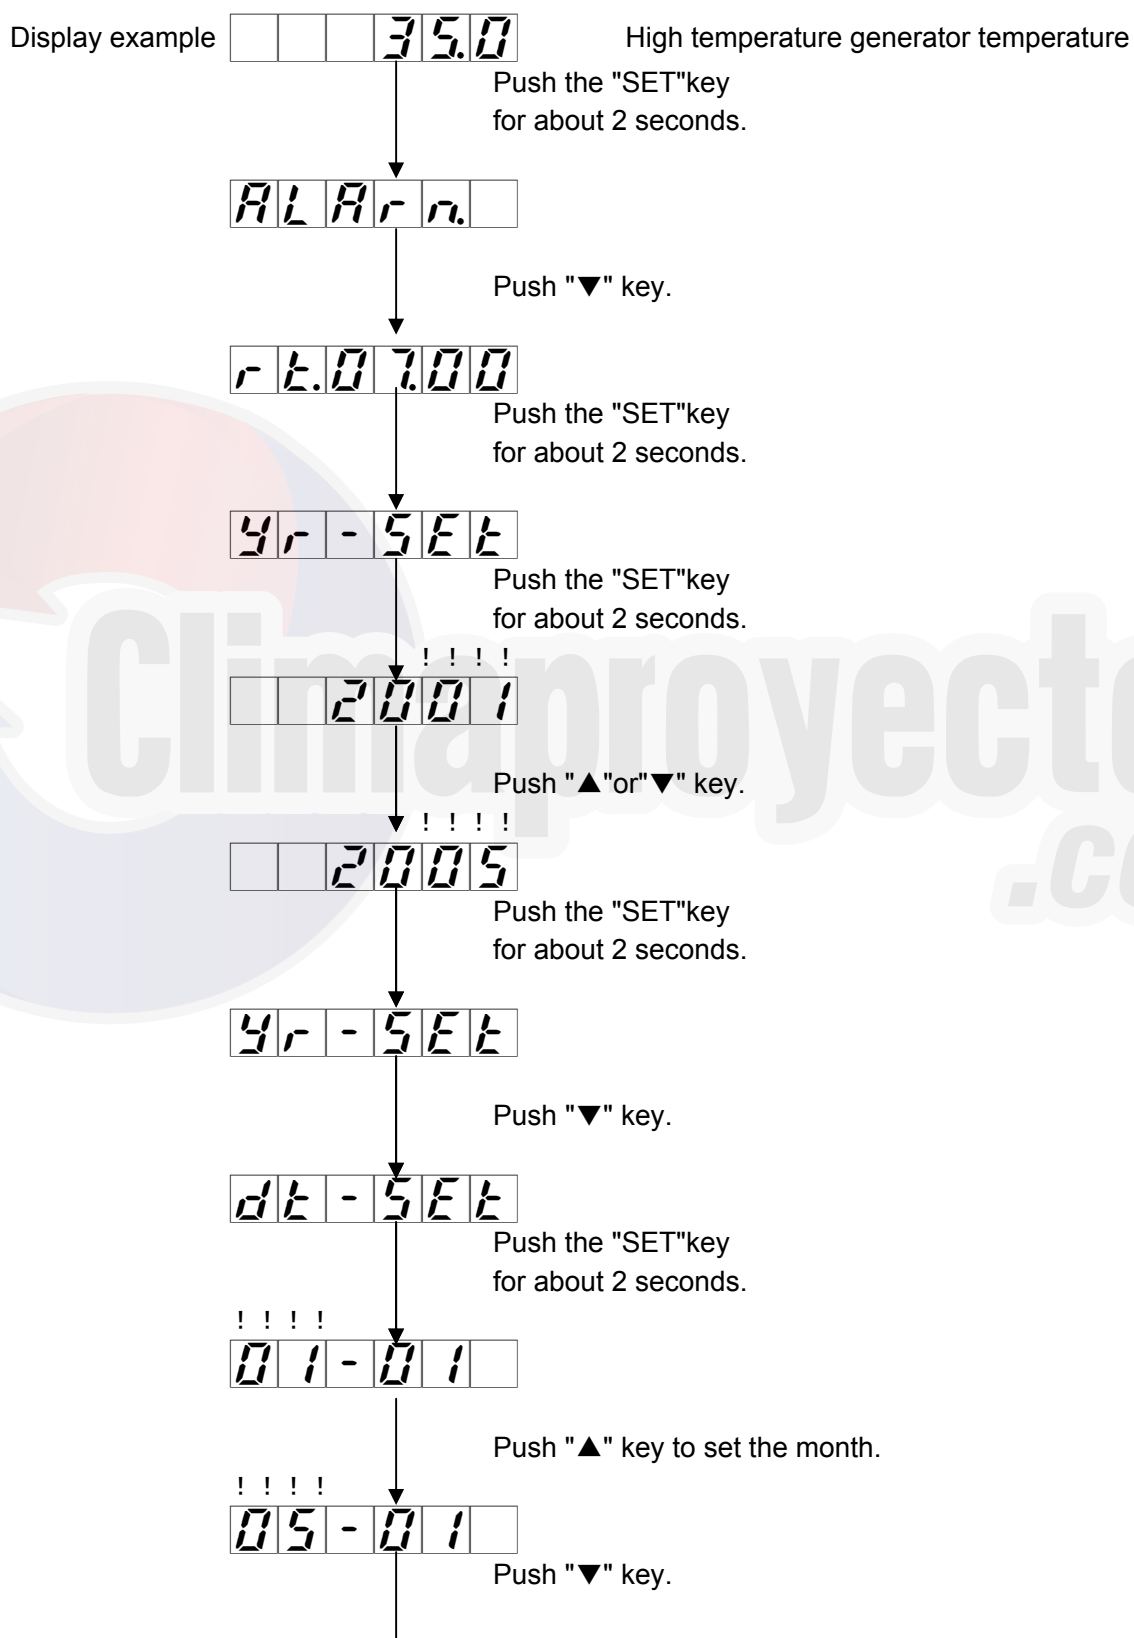 Display example 35.0 High temperature generator temperature
Push the "SET"key
for about 2 seconds.
ALArn.
Push "▼" key.
rt.07.00
Push the "SET"key
for about 2 seconds.
Yr-SEt
Push the "SET"key
for about 2 seconds.
! ! ! !
2001
Push "▲"or"▼" key.
! ! ! !
2005
Push the "SET"key
for about 2 seconds.
Yr-SEt
Push "▼" key.
dt-SEt
Push the "SET"key
for about 2 seconds.
! ! ! !
01-01
Push "▲" key to set the month.
! ! ! !
05-01
Push "▼" key.
Climaproyecto
.co